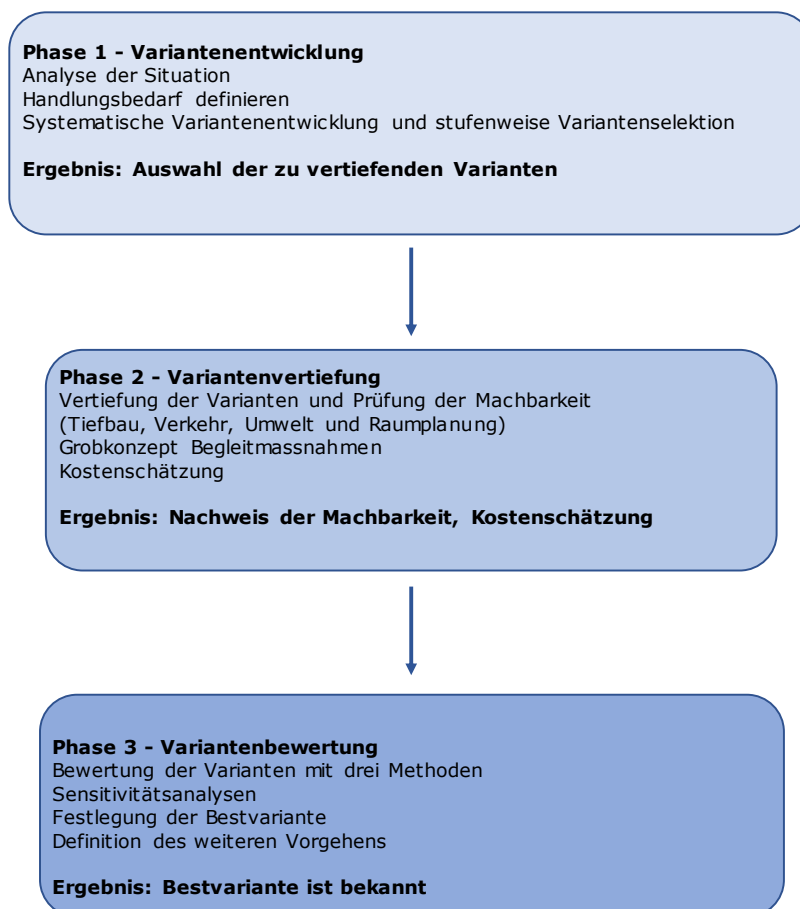 Phase 1 - Variantenentwicklung
Analyse der Situation
Handlungsbedarf definieren
Systematische Variantenentwicklung und stufenweise Variantenselektion
Ergebnis: Auswahl der zu vertiefenden Varianten
Phase 2 - Variantenvertiefung
Vertiefung der Varianten und Prüfung der Machbarkeit
(Tiefbau, Verkehr, Umwelt und Raumplanung)
Grobkonzept Begleitmassnahmen
Kostenschätzung
Ergebnis: Nachweis der Machbarkeit, Kostenschätzung
Phase 3 - Variantenbewertung
Bewertung der Varianten mit drei Methoden
Sensitivitätsanalysen
Festlegung der Bestvariante
Definition des weiteren Vorgehens
Ergebnis: Bestvariante ist bekannt